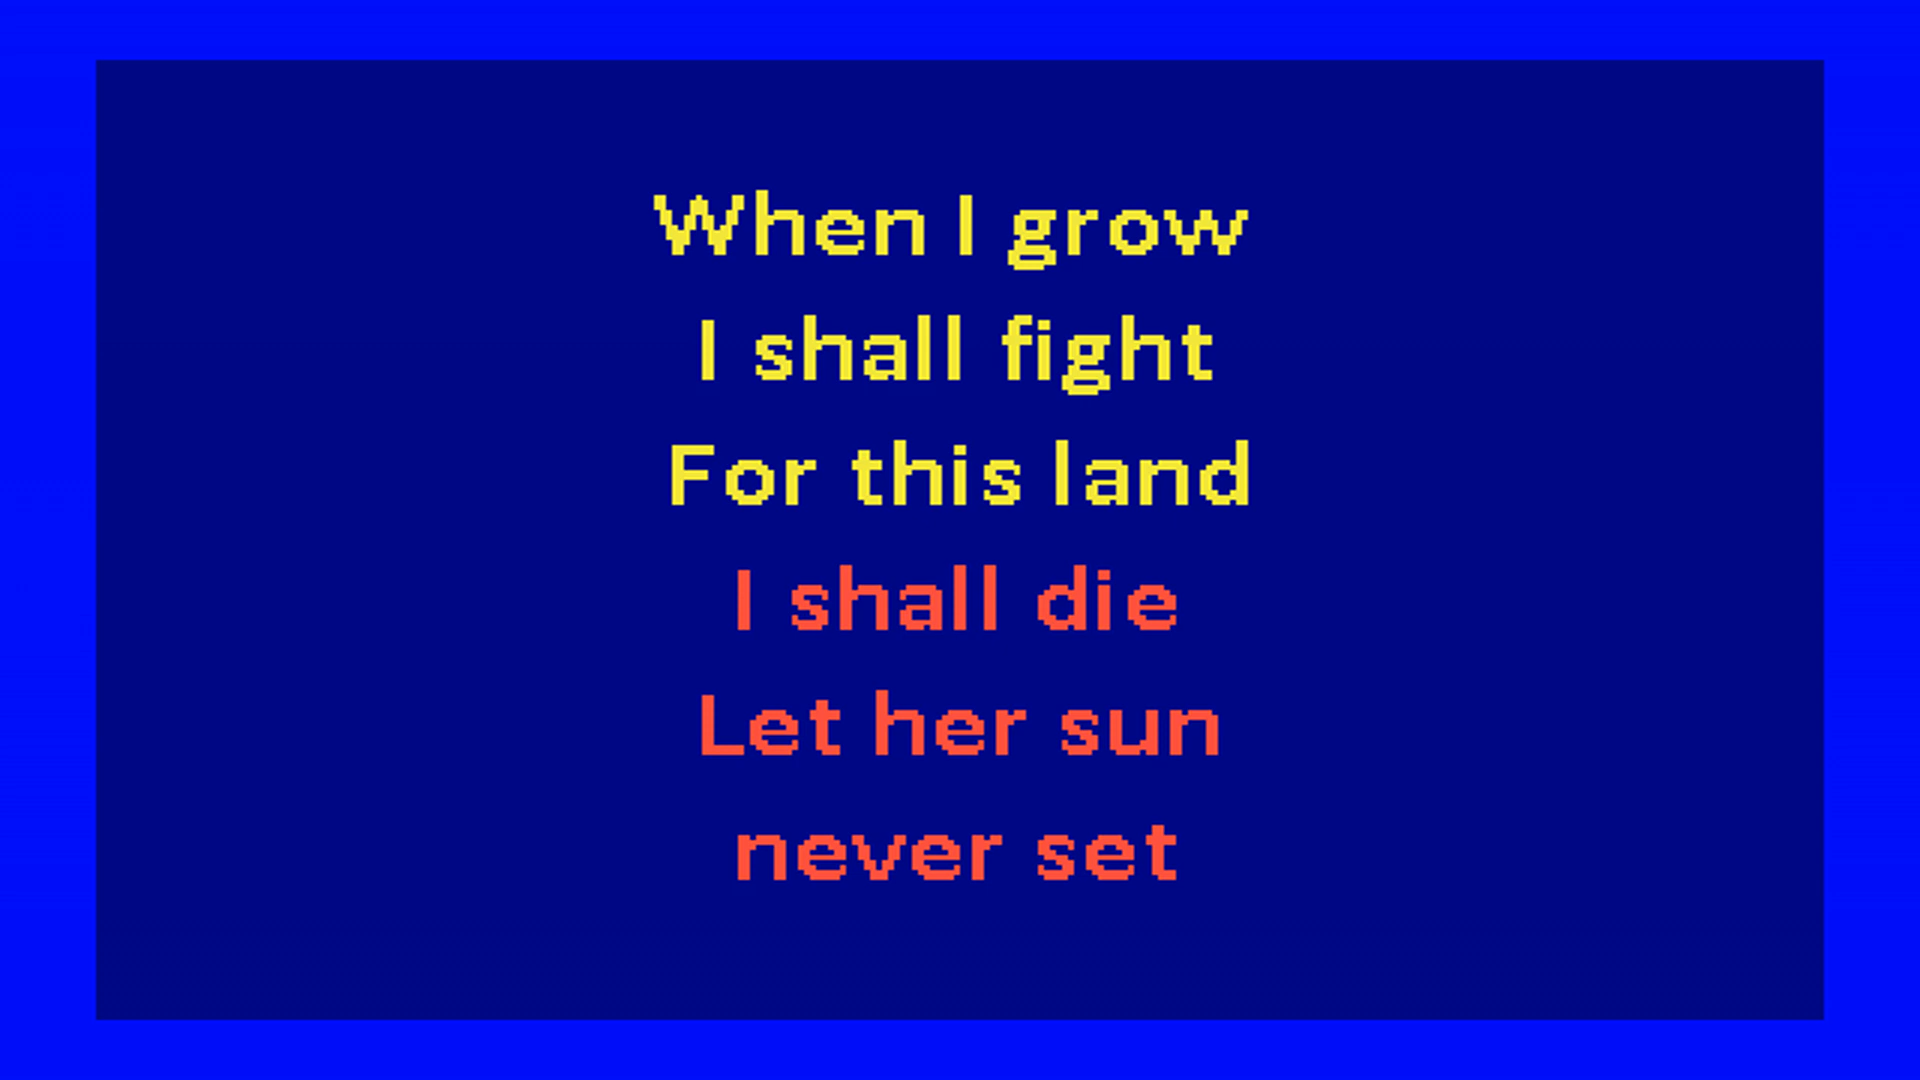 When I grow
I shall fight
For this land
I shall die
Let her sun
never set